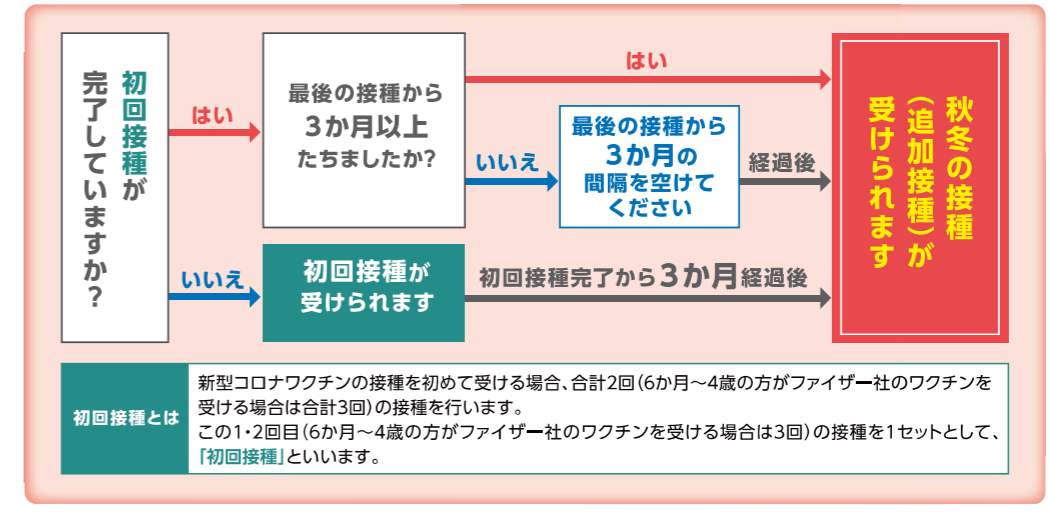 初回接種が
完了していますか？
はい
最後の接種から
3か月以上
たちましたか？
はい
いいえ
最後の接種から
3か月の
間隔を空けて
ください
経過後
いいえ
初回接種が
受けられます
初回接種完了から3か月経過後
秋冬の接種
（追加接種）が
受けられます
初回接種とは
新型コロナワクチンの接種を初めて受ける場合、合計2回（6か月～4歳の方がファイザー社のワクチンを
受ける場合は合計3回）の接種を行います。
この1・2回目（6か月～4歳の方がファイザー社のワクチンを受ける場合は3回）の接種を1セットとして、
「初回接種」といいます。